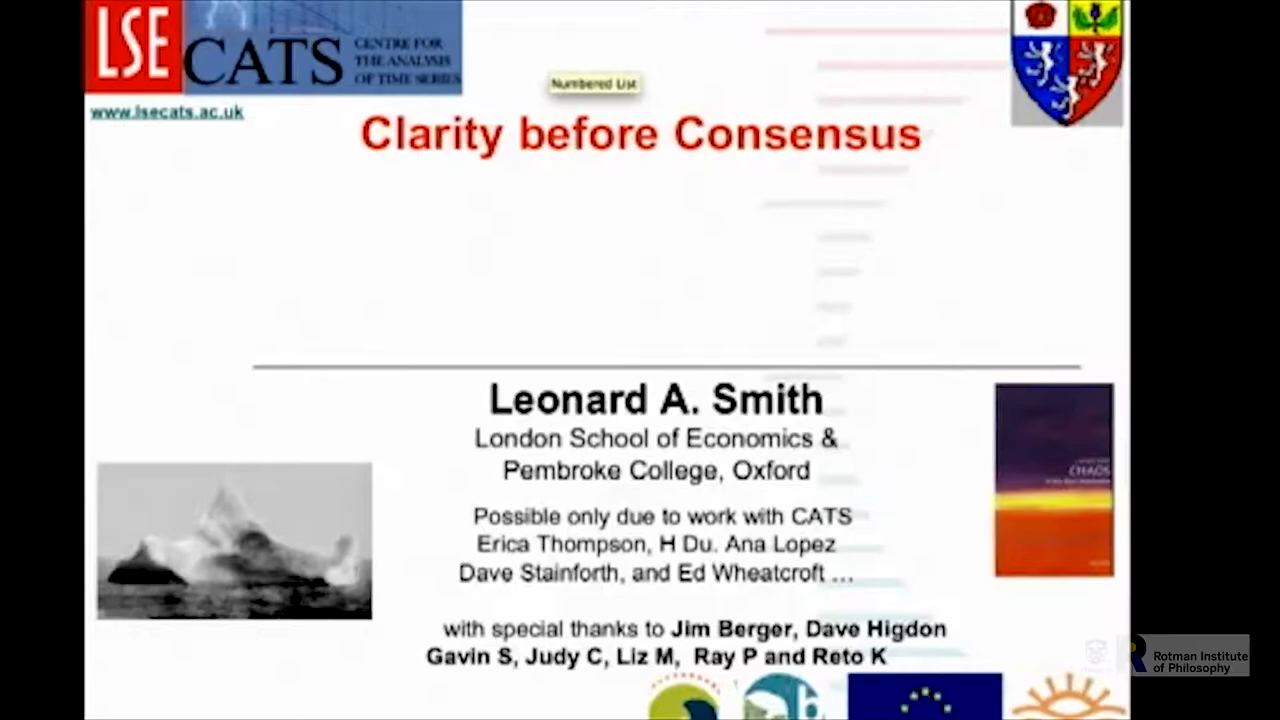 LSE
CATS
CENTRE FOR
THE ANALYSIS
OF TIME SERIES
www.lsecats.ac.uk
Numbered List
Clarity before Consensus
Leonard A. Smith
London School of Economics &
Pembroke College, Oxford
Possible only due to work with CATS
Erica Thompson, H Du. Ana Lopez
Dave Stainforth, and Ed Wheatcroft ...
with special thanks to Jim Berger, Dave Higdon
Gavin S, Judy C, Liz M, Ray P and Reto K
CHAOS
Rotman Institute
of Philosophy